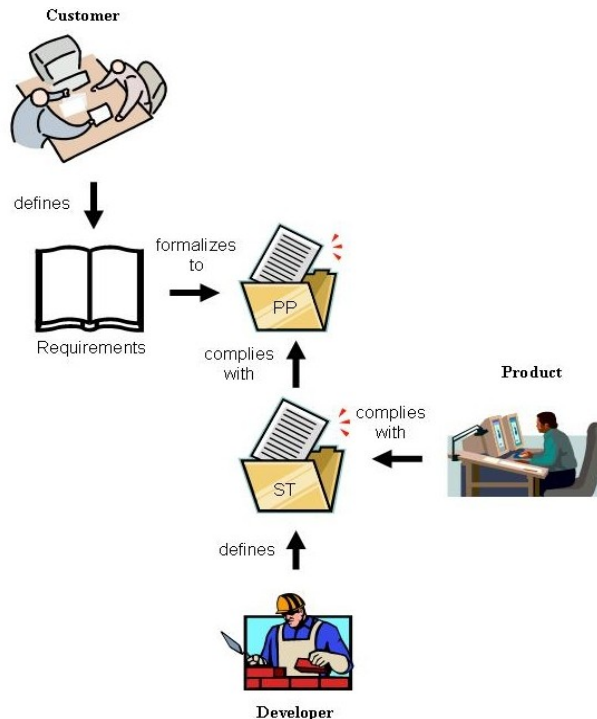 Customer
defines
formalizes
to
PP
Requirements
complies
with
Product
complies
with
ST
defines
Developer